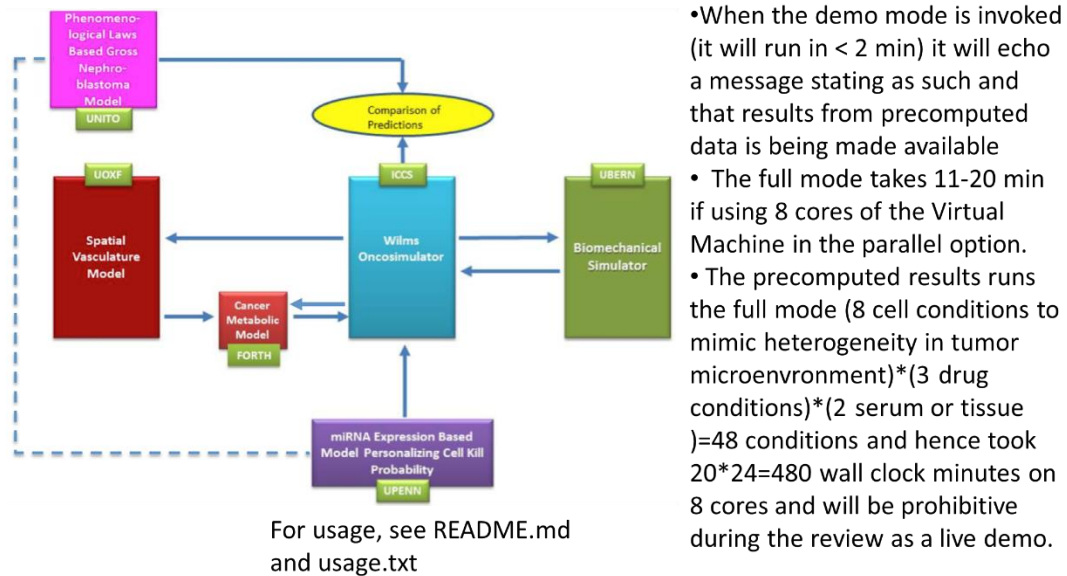 Phenomeno-
logical Laws
Based Gross
Nephro-
blastoma
Model
UNITO
Comparison of
Predictions
UOXF
ICCS
UBERN
Spatial
Vasculature
Model
Wilms
Oncosimulator
Biomechanical
Simulator
Cancer
Metabolic
Model
FORTH
miRNA Expression Based
Model Personalizing Cell Kill
Probability
UPENN
For usage, see README.md
and usage.txt
•When the demo mode is invoked
(it will run in < 2 min) it will echo
a message stating as such and
that results from precomputed
data is being made available
• The full mode takes 11-20 min
if using 8 cores of the Virtual
Machine in the parallel option.
• The precomputed results runs
the full mode (8 cell conditions to
mimic heterogeneity in tumor
microenvronment)*(3 drug
conditions)*(2 serum or tissue
)=48 conditions and hence took
20*24=480 wall clock minutes on
8 cores and will be prohibitive
during the review as a live demo.